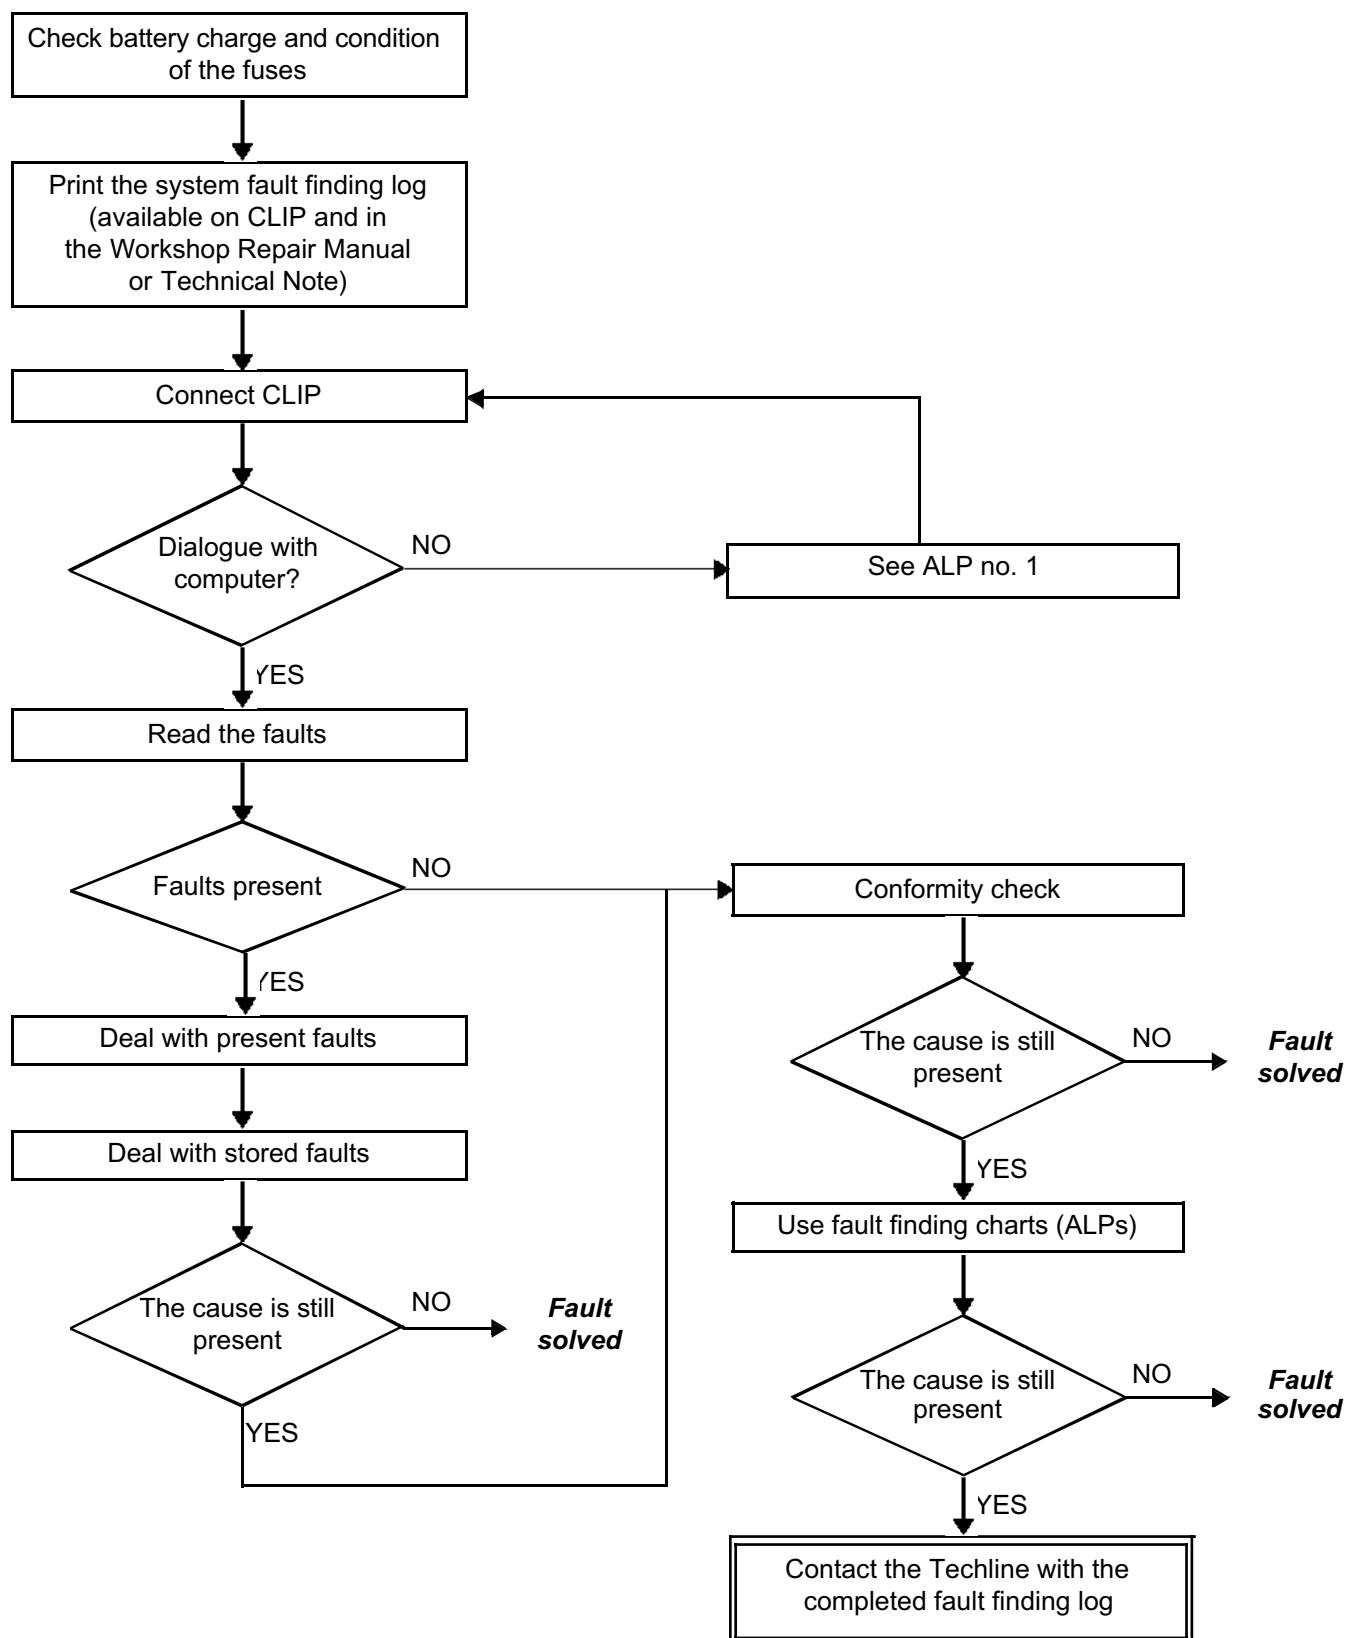 Check battery charge and condition
of the fuses
Print the system fault finding log
(available on CLIP and in
the Workshop Repair Manual
or Technical Note)
Connect CLIP
Dialogue with
computer?
NO
See ALP no. 1
YES
Read the faults
Faults present
NO
YES
Deal with present faults
Deal with stored faults
The cause is still
present
NO
Fault
solved
YES
Conformity check
The cause is still
present
NO
Fault
solved
YES
Use fault finding charts (ALPs)
The cause is still
present
NO
Fault
solved
YES
Contact the Techline with the
completed fault finding log